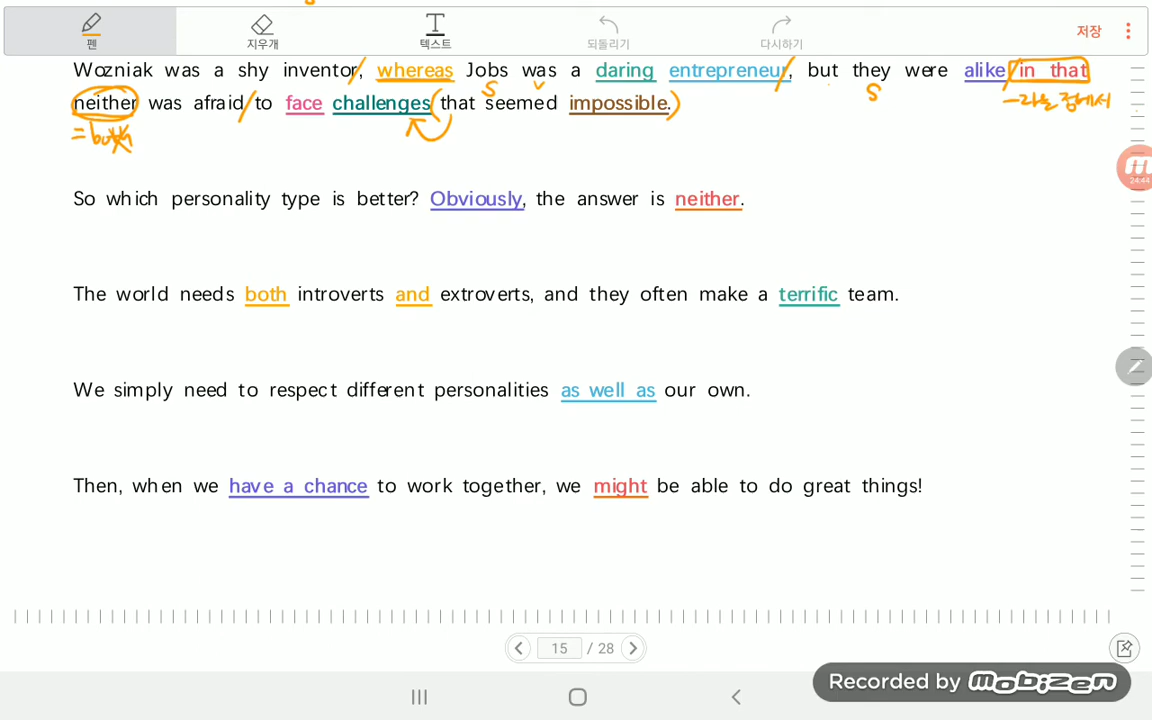 펜 지우개 텍스트 되돌리기 다시하기 저장
Wozniak was a shy inventor, whereas Jobs was a daring entrepreneur, but they were alike in that
S V S -라는 점에서
neither was afraid to face challenges that seemed impossible.
= both X
So which personality type is better? Obviously, the answer is neither.
The world needs both introverts and extroverts, and they often make a terrific team.
We simply need to respect different personalities as well as our own.
Then, when we have a chance to work together, we might be able to do great things!
24:44
15 / 28
Recorded by mobizen